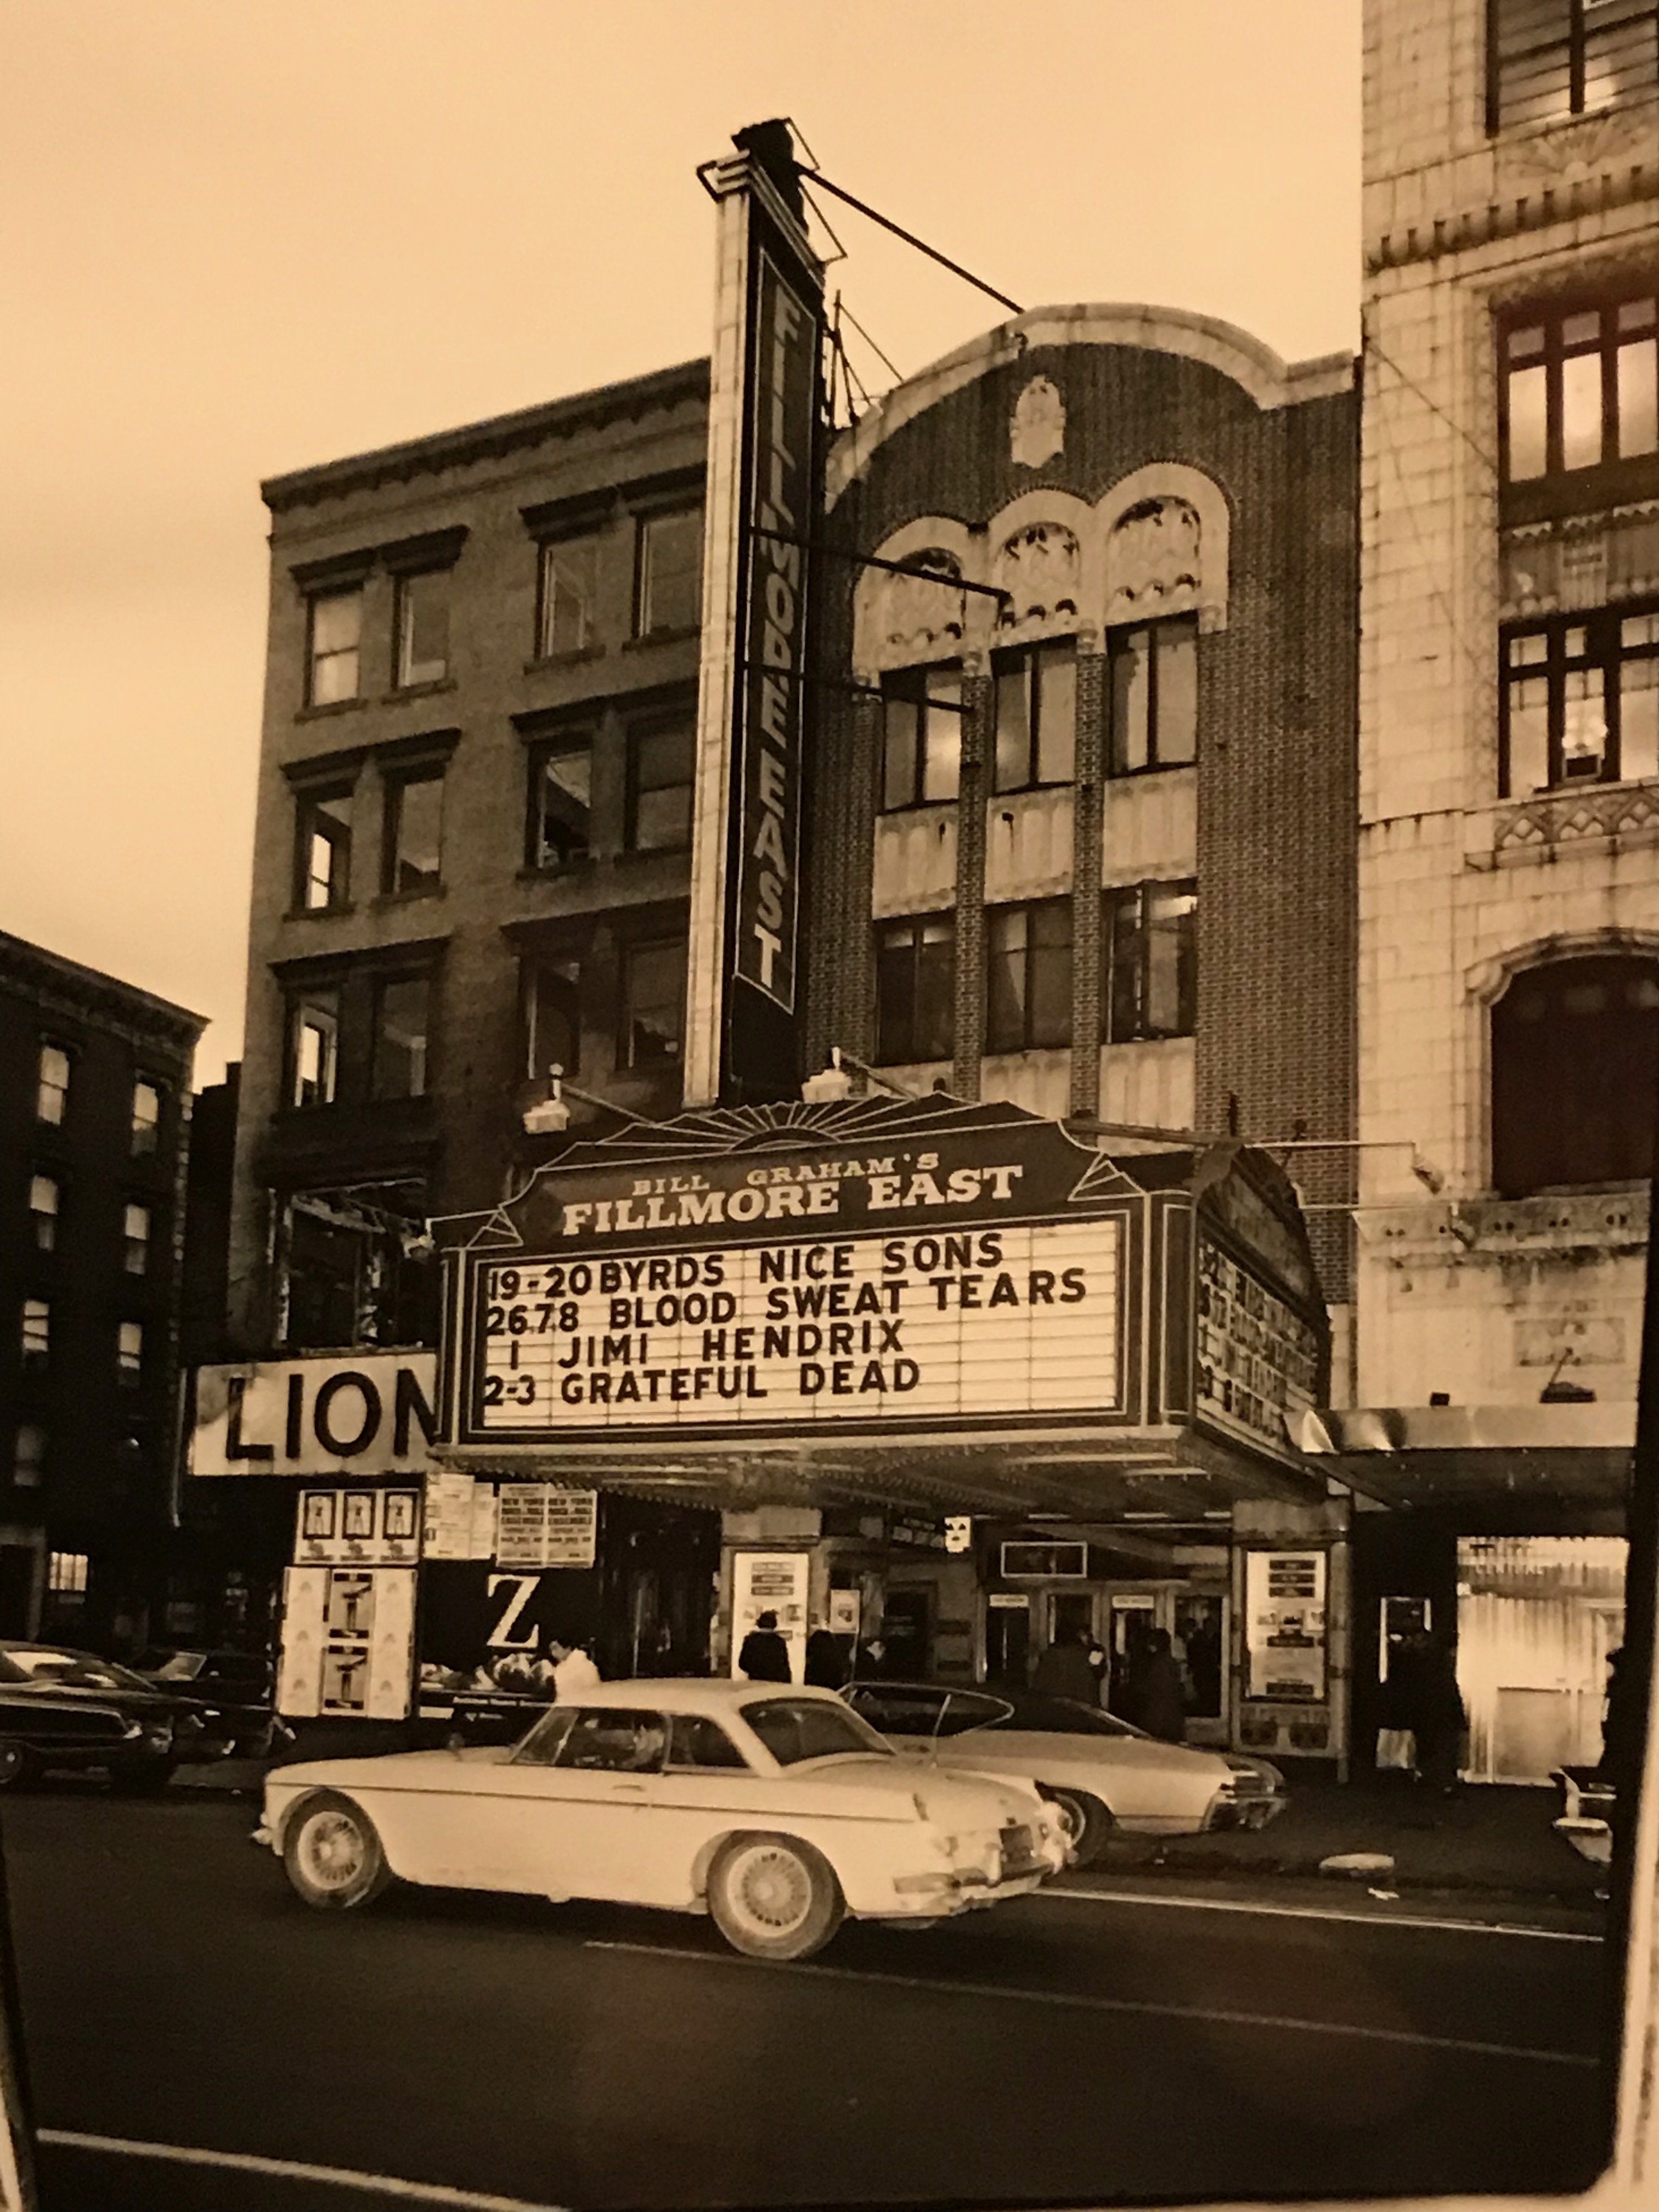 FILLMORE EAST
BILL GRAHAM'S
FILLMORE EAST
19-20 BYRDS NICE SONS
26.7.8 BLOOD SWEAT TEARS
1 JIMI HENDRIX
2-3 GRATEFUL DEAD
LION
Z